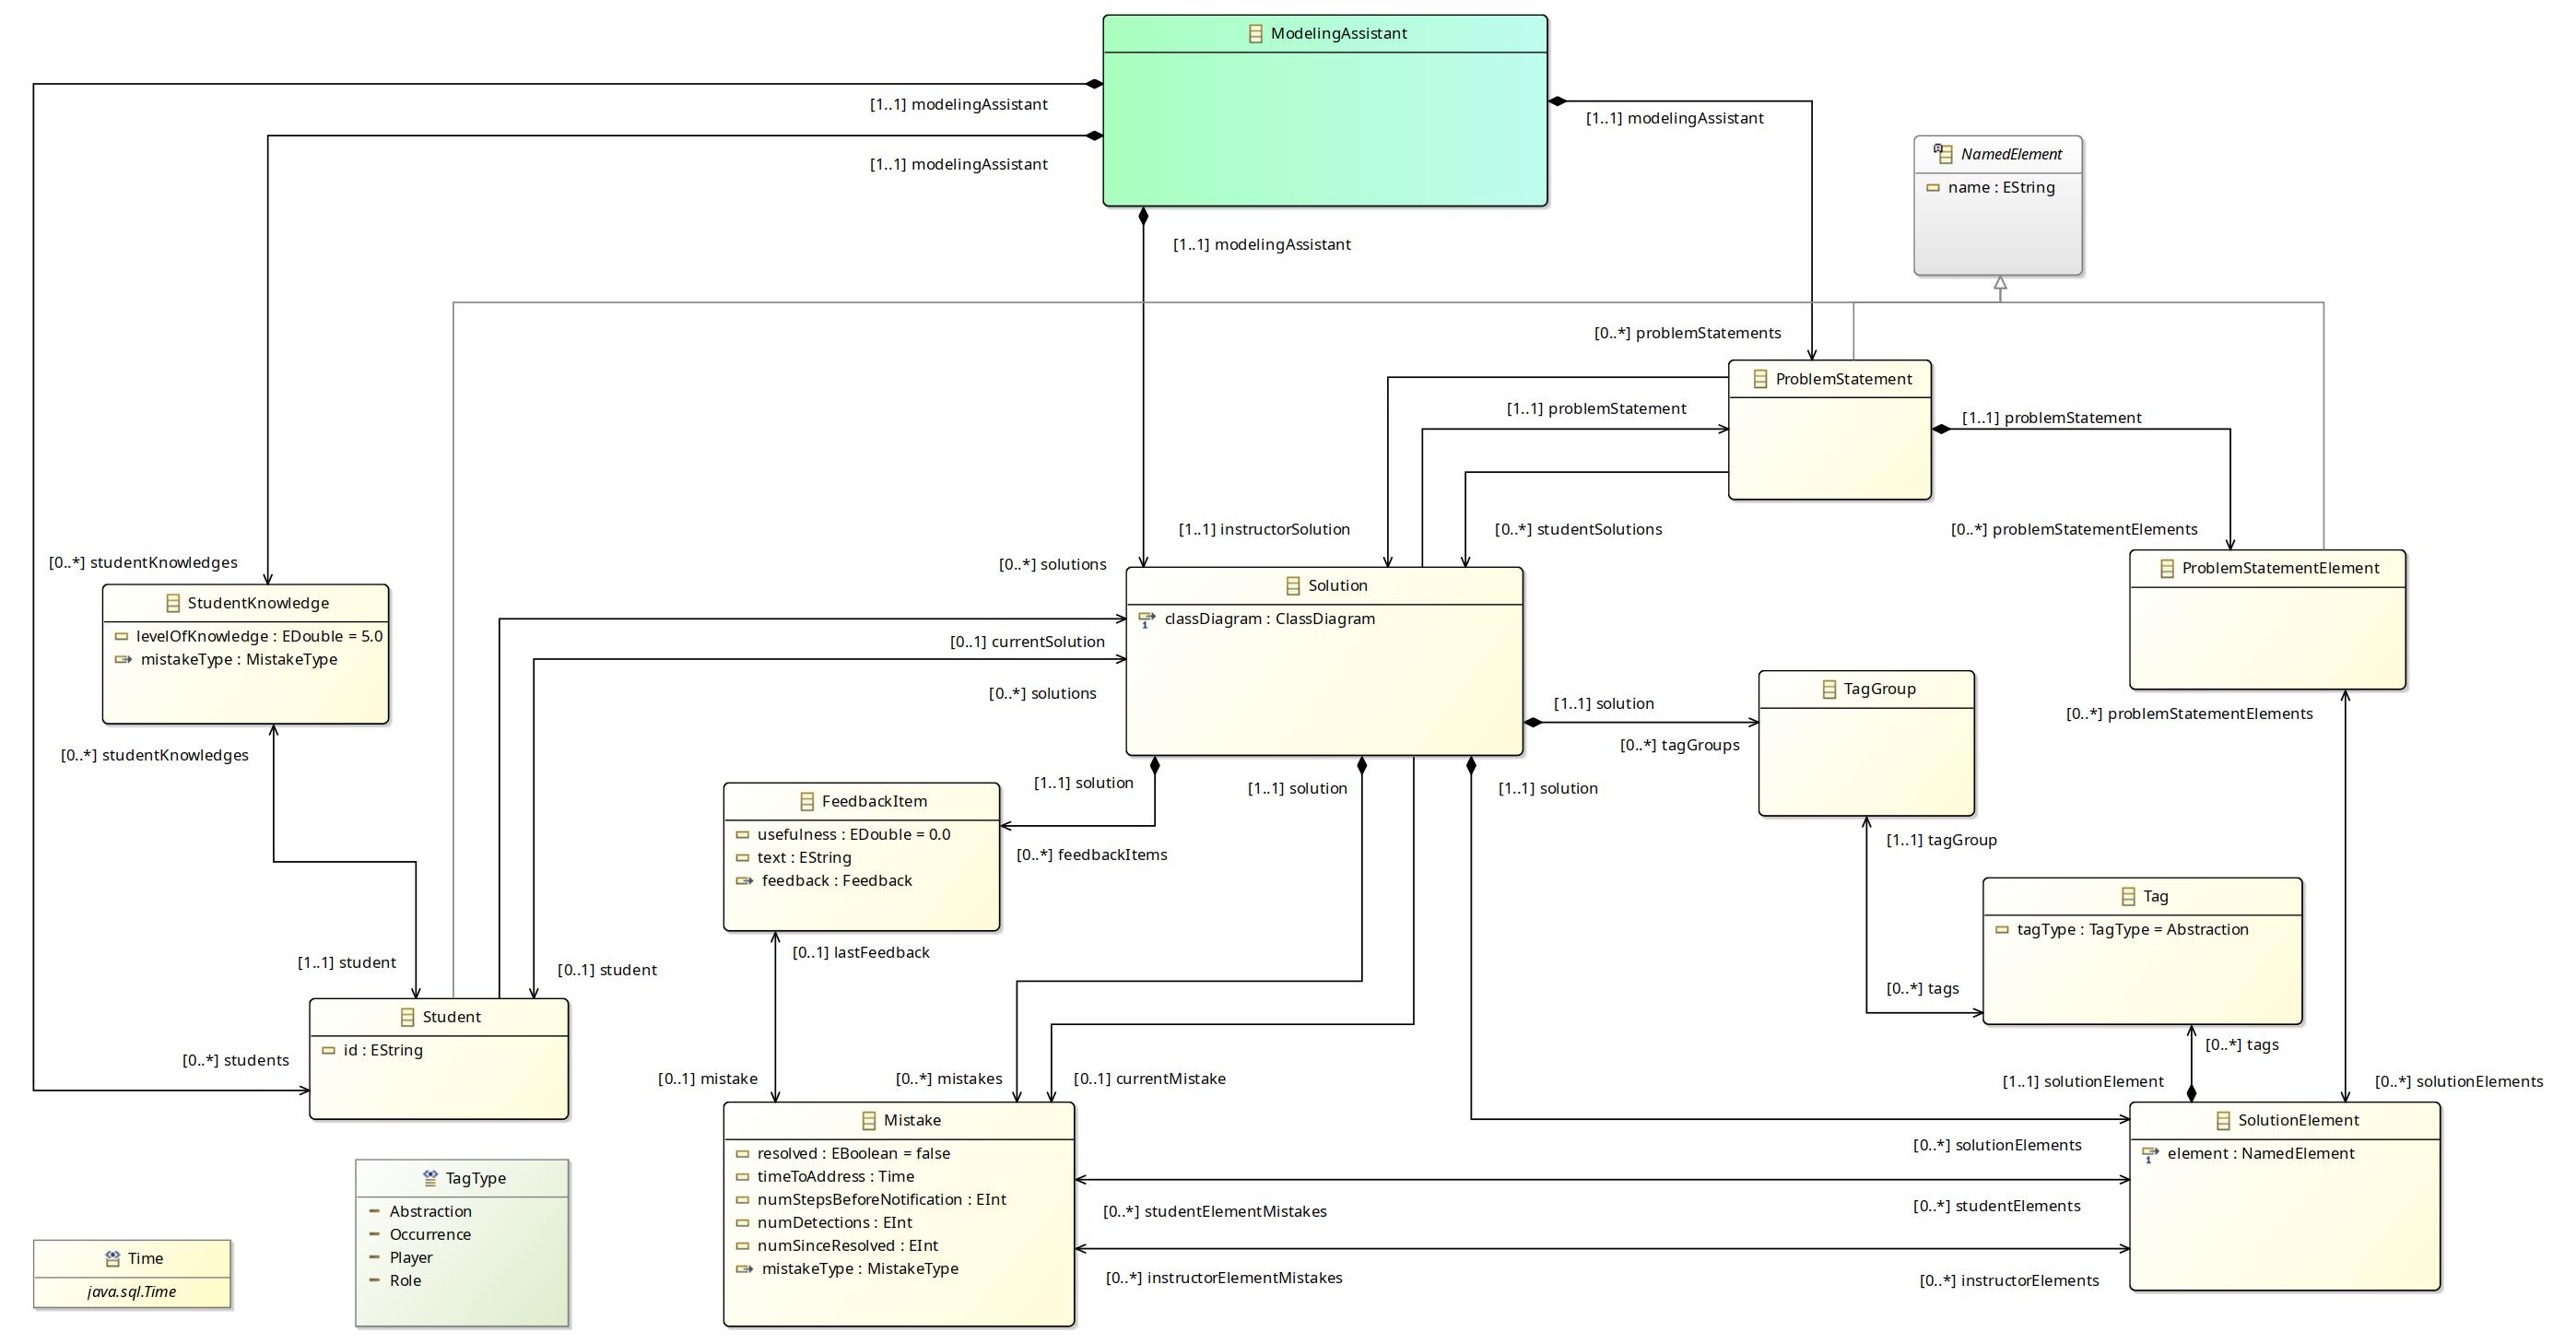 ModelingAssistant
[1..1] modelingAssistant
[1..1] modelingAssistant
[1..1] modelingAssistant
[1..1] modelingAssistant
NamedElement
name : EString
[0..*] problemStatements
ProblemStatement
[1..1] problemStatement
[1..1] problemStatement
[1..1] instructorSolution
[0..*] studentSolutions
[0..*] problemStatementElements
[0..*] studentKnowledges
[0..*] solutions
ProblemStatementElement
StudentKnowledge
levelOfKnowledge : EDouble = 5.0
mistakeType : MistakeType
Solution
classDiagram : ClassDiagram
[0..1] currentSolution
[0..*] solutions
[1..1] solution
[0..*] tagGroups
TagGroup
[0..*] problemStatementElements
[0..*] studentKnowledges
[1..1] solution
[1..1] solution
[1..1] solution
FeedbackItem
usefulness : EDouble = 0.0
text : EString
feedback : Feedback
[0..*] feedbackItems
[1..1] tagGroup
Tag
tagType : TagType = Abstraction
[0..1] lastFeedback
[1..1] student
[0..1] student
[0..*] tags
Student
id : EString
[0..*] students
[0..*] tags
[0..1] mistake
[0..*] mistakes
[0..1] currentMistake
[1..1] solutionElement
[0..*] solutionElements
Mistake
resolved : EBoolean = false
timeToAddress : Time
numStepsBeforeNotification : EInt
numDetections : EInt
numSinceResolved : EInt
mistakeType : MistakeType
SolutionElement
element : NamedElement
[0..*] solutionElements
[0..*] studentElementMistakes
[0..*] studentElements
[0..*] instructorElementMistakes
[0..*] instructorElements
TagType
Abstraction
Occurrence
Player
Role
Time
java.sql.Time